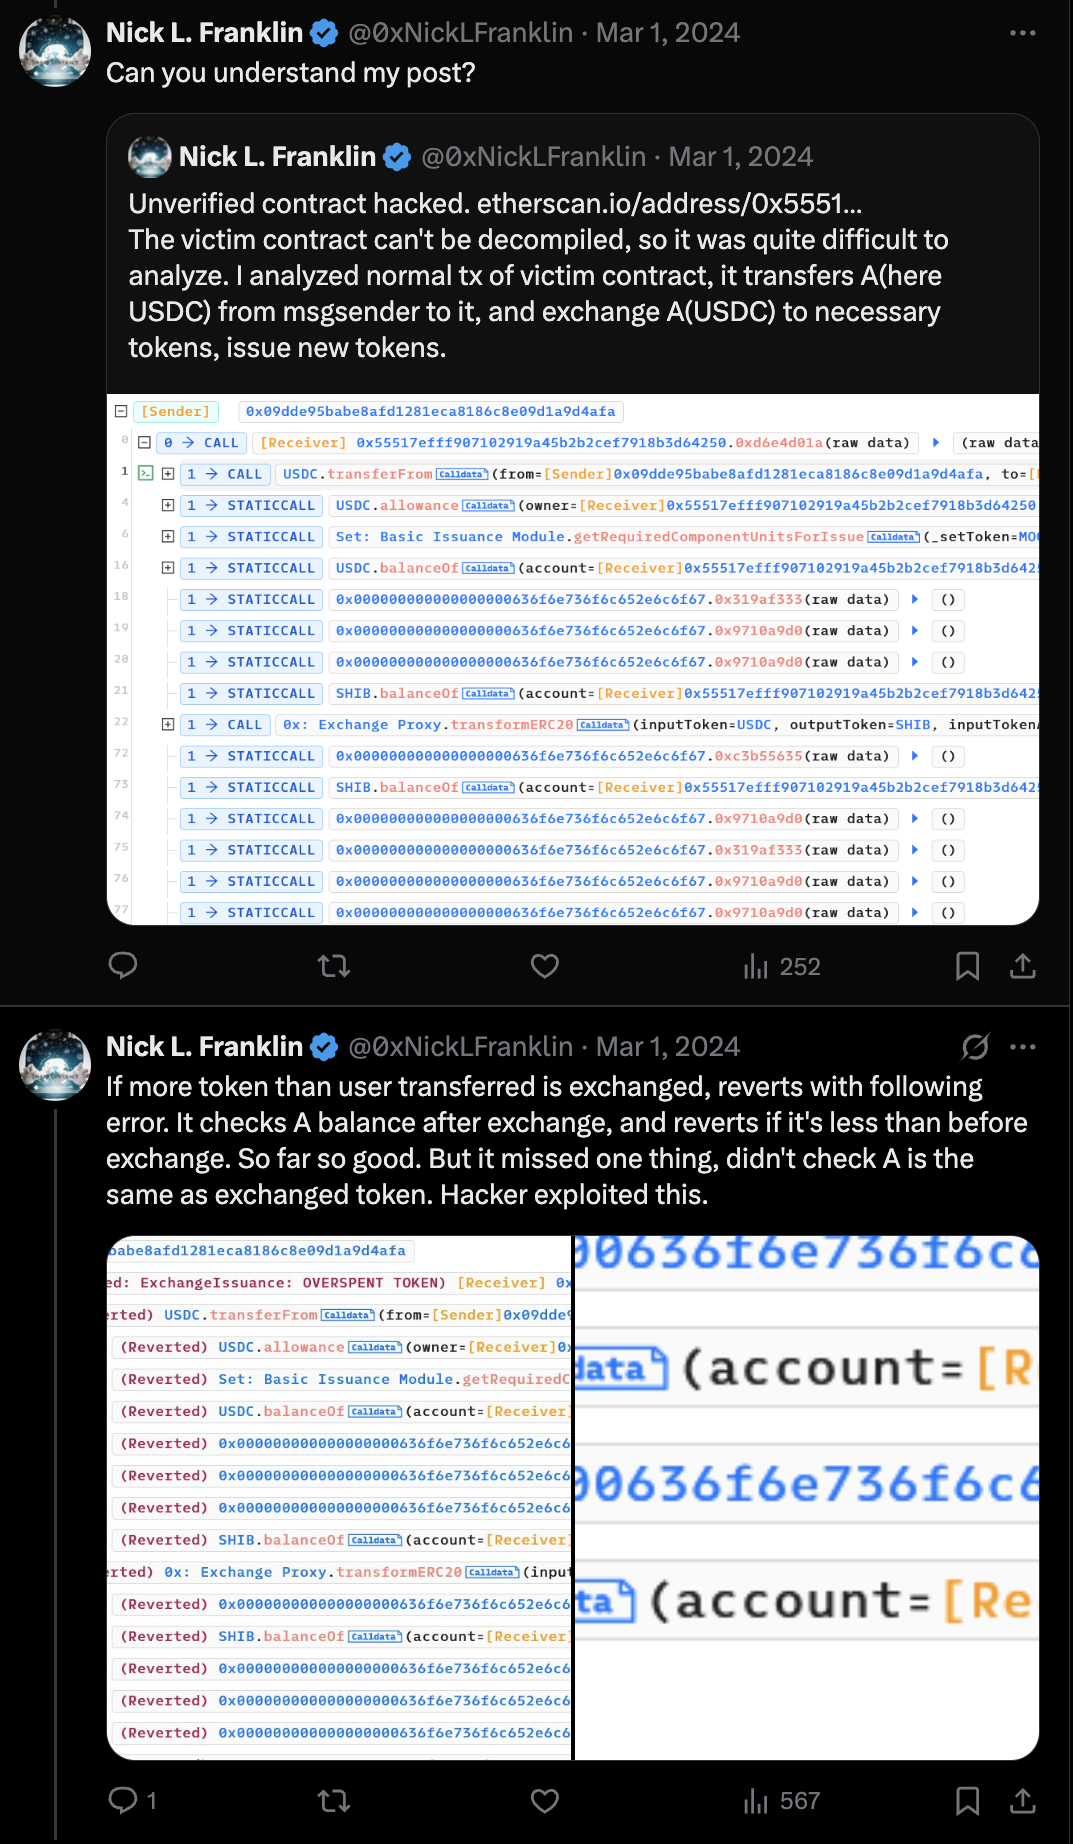 Nick L. Franklin @0xNickLFranklin · Mar 1, 2024
Can you understand my post?
Nick L. Franklin @0xNickLFranklin · Mar 1, 2024
Unverified contract hacked. etherscan.io/address/0x5551...
The victim contract can't be decompiled, so it was quite difficult to
analyze. I analyzed normal tx of victim contract, it transfers A(here
USDC) from msgsender to it, and exchange A(USDC) to necessary
tokens, issue new tokens.
[Sender] 0x09dde95babe8afd1281eca8186c8e09d1a9d4afa
0 0 → CALL [Receiver] 0x55517efff907102919a45b2b2cef7918b3d64250.0xd6e4d01a(raw data) (raw data
1 1 → CALL USDC.transferFrom Calldata (from=[Sender]0x09dde95babe8afd1281eca8186c8e09d1a9d4afa, to=[
4 1 → STATICCALL USDC.allowance Calldata (owner=[Receiver]0x55517efff907102919a45b2b2cef7918b3d64250
6 1 → STATICCALL Set: Basic Issuance Module.getRequiredComponentUnitsForIssue Calldata (_setToken=MO
16 1 → STATICCALL USDC.balanceOf Calldata (account=[Receiver]0x55517efff907102919a45b2b2cef7918b3d642
18 1 → STATICCALL 0x000000000000000000636f6e736f6c652e6c6f67.0x319af333(raw data) ()
19 1 → STATICCALL 0x000000000000000000636f6e736f6c652e6c6f67.0x9710a9d0(raw data) ()
20 1 → STATICCALL 0x000000000000000000636f6e736f6c652e6c6f67.0x9710a9d0(raw data) ()
21 1 → STATICCALL SHIB.balanceOf Calldata (account=[Receiver]0x55517efff907102919a45b2b2cef7918b3d642
22 1 → CALL 0x: Exchange Proxy.transformERC20 Calldata (inputToken=USDC, outputToken=SHIB, inputToken
72 1 → STATICCALL 0x000000000000000000636f6e736f6c652e6c6f67.0xc3b55635(raw data) ()
73 1 → STATICCALL SHIB.balanceOf Calldata (account=[Receiver]0x55517efff907102919a45b2b2cef7918b3d642
74 1 → STATICCALL 0x000000000000000000636f6e736f6c652e6c6f67.0x9710a9d0(raw data) ()
75 1 → STATICCALL 0x000000000000000000636f6e736f6c652e6c6f67.0x319af333(raw data) ()
76 1 → STATICCALL 0x000000000000000000636f6e736f6c652e6c6f67.0x9710a9d0(raw data) ()
77 1 → STATICCALL 0x000000000000000000636f6e736f6c652e6c6f67.0x9710a9d0(raw data) ()
252
Nick L. Franklin @0xNickLFranklin · Mar 1, 2024
If more token than user transferred is exchanged, reverts with following
error. It checks A balance after exchange, and reverts if it's less than before
exchange. So far so good. But it missed one thing, didn't check A is the
same as exchanged token. Hacker exploited this.
babe8afd1281eca8186c8e09d1a9d4afa
ed: ExchangeIssuance: OVERSPENT TOKEN) [Receiver] 0x
erted) USDC.transferFrom Calldata (from=[Sender]0x09dde9
(Reverted) USDC.allowance Calldata (owner=[Receiver]0x
(Reverted) Set: Basic Issuance Module.getRequiredC
(Reverted) USDC.balanceOf Calldata (account=[Receiver]
(Reverted) 0x000000000000000000636f6e736f6c652e6c6
(Reverted) 0x000000000000000000636f6e736f6c652e6c6
(Reverted) 0x000000000000000000636f6e736f6c652e6c6
(Reverted) SHIB.balanceOf Calldata (account=[Receiver]
erted) 0x: Exchange Proxy.transformERC20 Calldata (input
(Reverted) 0x000000000000000000636f6e736f6c652e6c6
(Reverted) SHIB.balanceOf Calldata (account=[Receiver]
(Reverted) 0x000000000000000000636f6e736f6c652e6c6
(Reverted) 0x000000000000000000636f6e736f6c652e6c6
(Reverted) 0x000000000000000000636f6e736f6c652e6c6
00636f6e736f6c6
data (account=[R
00636f6e736f6c6
ta (account=[Re
1 567